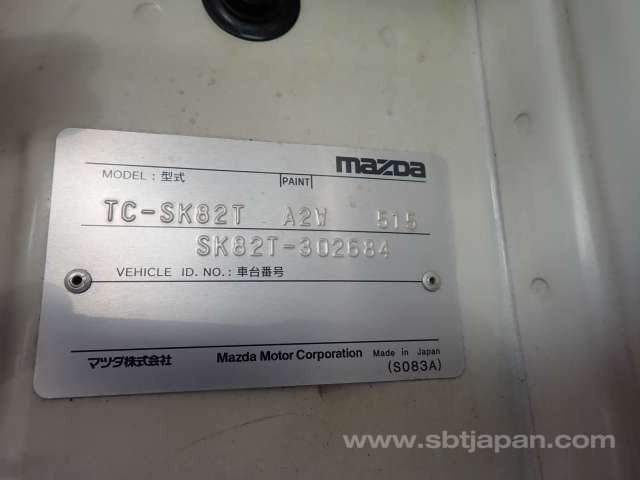 mazda
MODEL : 型式 PAINT
TC-SK82T A2W 515
SK82T-302684
VEHICLE ID. NO. : 車台番号
マツダ株式会社 Mazda Motor Corporation Made in Japan
(S083A)
www.sbtjapan.com